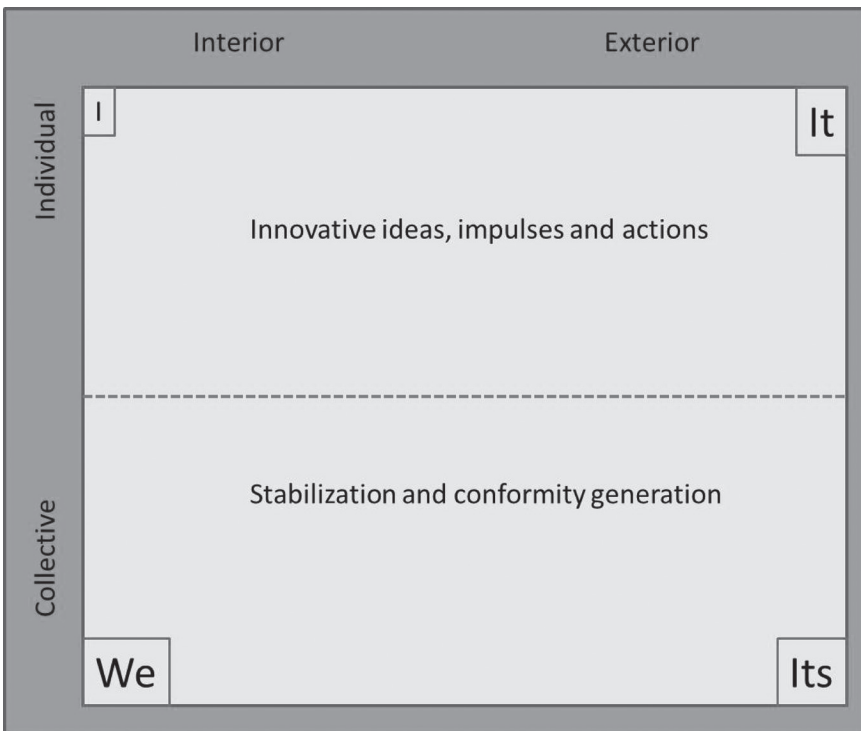 Interior Exterior
Individual
I
It
Innovative ideas, impulses and actions
Stabilization and conformity generation
Collective
We
Its